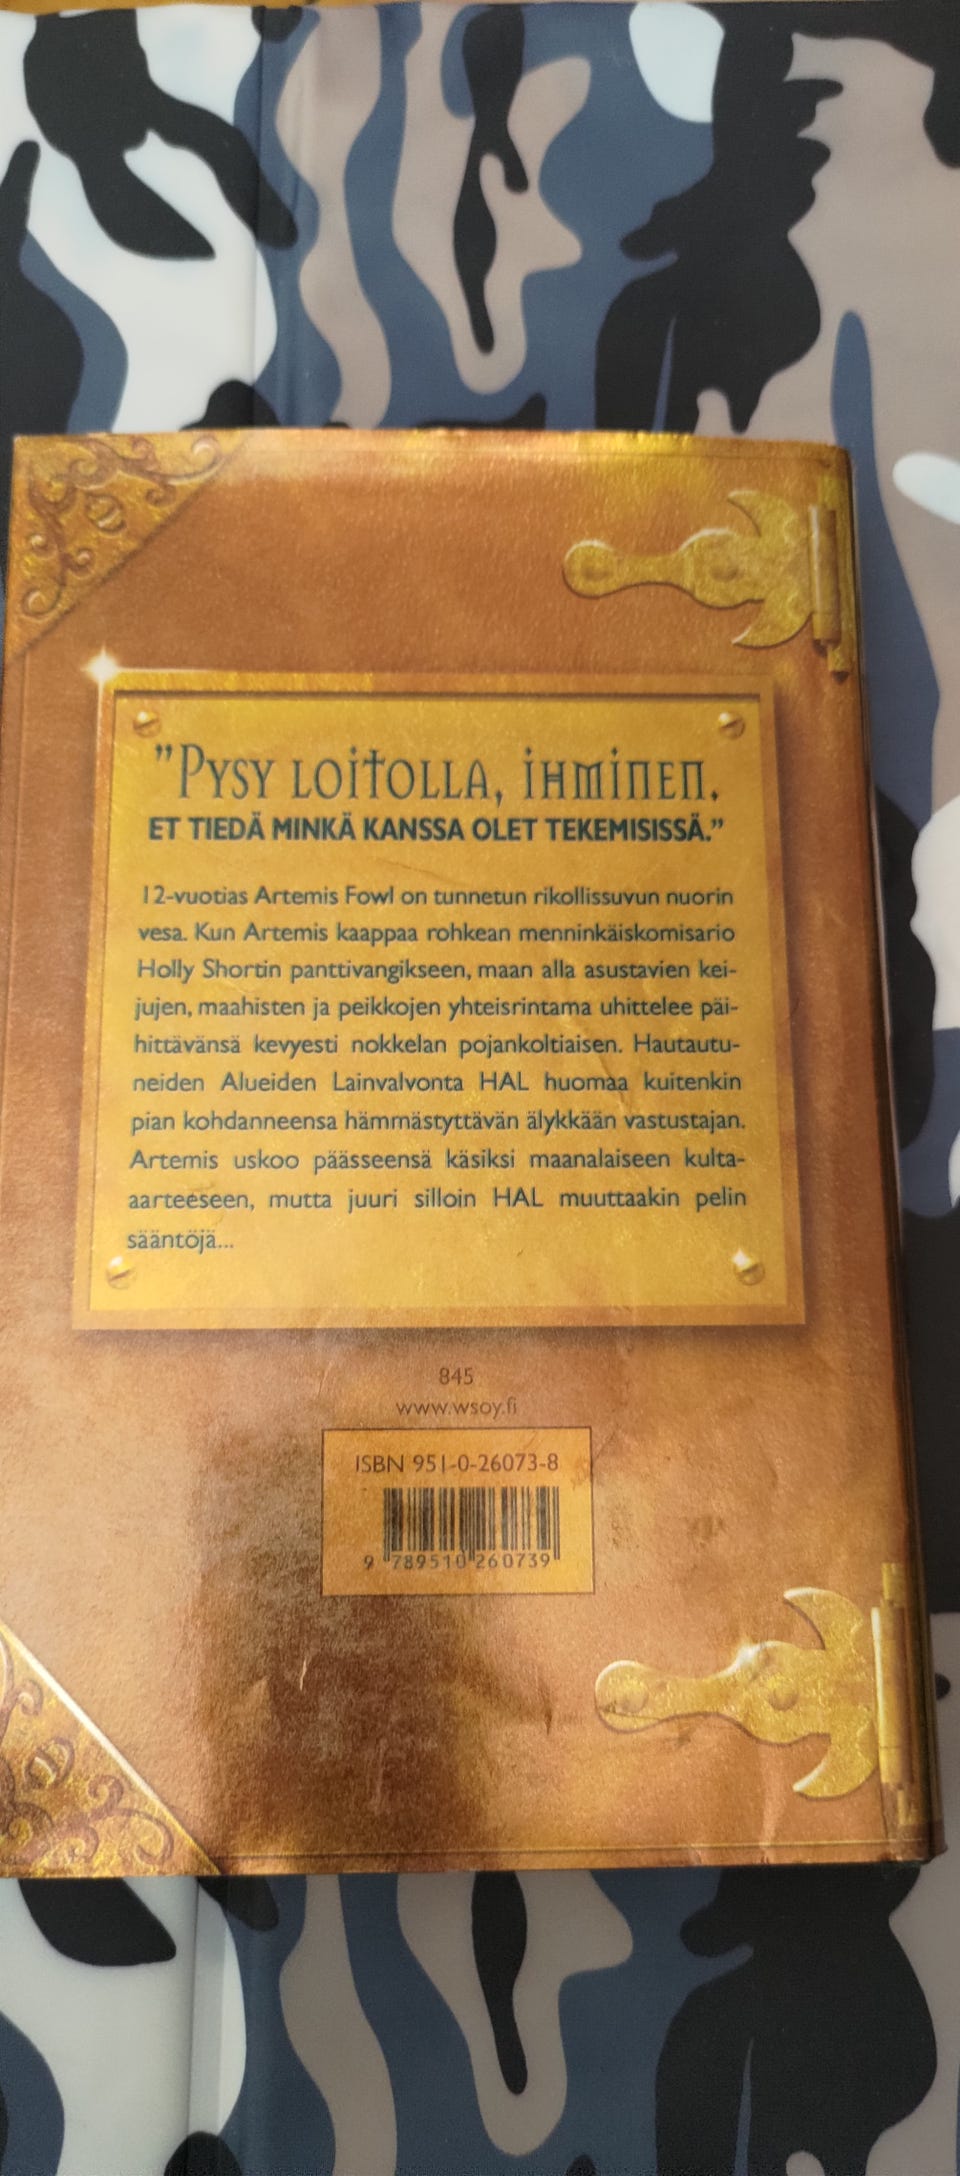 "PYSY LOITOLLA, IHMINEN.
ET TIEDÄ MINKÄ KANSSA OLET TEKEMISISSÄ."
12-vuotias Artemis Fowl on tunnetun rikollissuvun nuorin
vesa. Kun Artemis kaappaa rohkean menninkäiskomisario
Holly Shortin panttivangikseen, maan alla asustavien kei-
jujen, maahisten ja peikkojen yhteisrintama uhittelee päi-
hittävänsä kevyesti nokkelan pojankoltiaisen. Hautautu-
neiden Alueiden Lainvalvonta HAL huomaa kuitenkin
pian kohdanneensa hämmästyttävän älykkään vastustajan.
Artemis uskoo päässeensä käsiksi maanalaiseen kulta-
aarteeseen, mutta juuri silloin HAL muuttaakin pelin
sääntöjä...
845
www.wsoy.fi
ISBN 951-0-26073-8
9 789510 260739